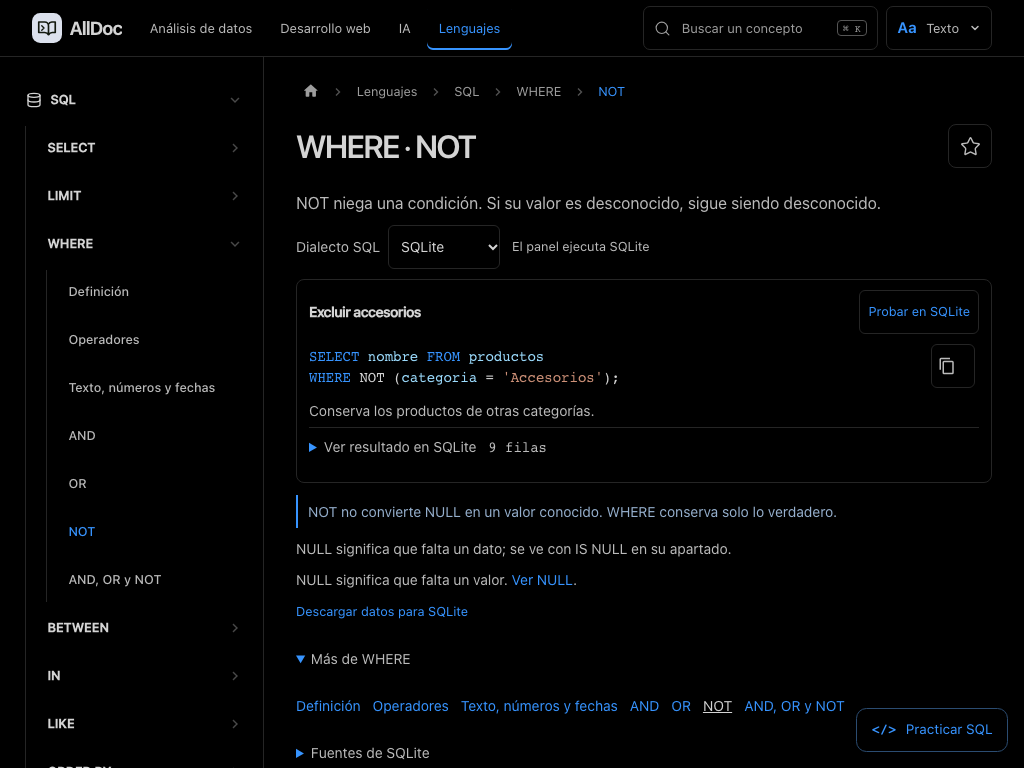 AllDoc
Análisis de datos
Desarrollo web
IA
Lenguajes
Buscar un concepto
⌘ K
Aa Texto
SQL
SELECT
LIMIT
WHERE
Definición
Operadores
Texto, números y fechas
AND
OR
NOT
AND, OR y NOT
BETWEEN
IN
LIKE
Lenguajes > SQL > WHERE > NOT
WHERE · NOT
NOT niega una condición. Si su valor es desconocido, sigue siendo desconocido.
Dialecto SQL SQLite El panel ejecuta SQLite
Excluir accesorios
Probar en SQLite
SELECT nombre FROM productos
WHERE NOT (categoria = 'Accesorios');
Conserva los productos de otras categorías.
Ver resultado en SQLite 9 filas
NOT no convierte NULL en un valor conocido. WHERE conserva solo lo verdadero.
NULL significa que falta un dato; se ve con IS NULL en su apartado.
NULL significa que falta un valor. Ver NULL.
Descargar datos para SQLite
Más de WHERE
Definición Operadores Texto, números y fechas AND OR NOT AND, OR y NOT
</> Practicar SQL
Fuentes de SQLite